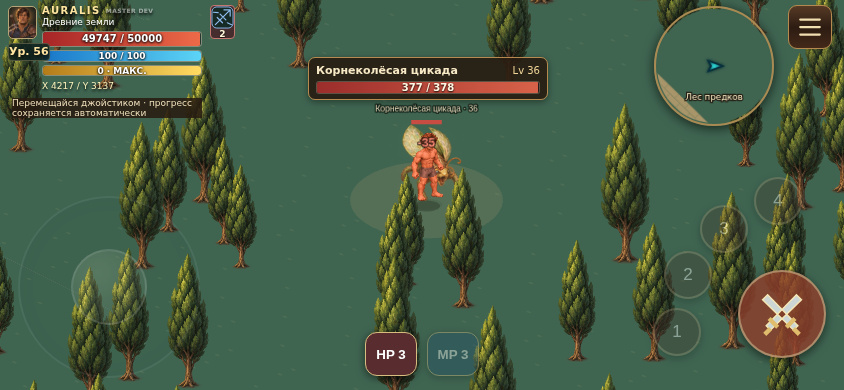 AURALIS MASTER DEV
Древние земли
49747 / 50000
Ур. 56
100 / 100
0 · МАКС.
X 4217 / Y 3137
Перемещайся джойстиком · прогресс
сохраняется автоматически
2
Корнеколёсая цикада Lv 36
377 / 378
Корнеколёсая цикада · 36
-35
Лес предков
4
3
2
1
HP 3
MP 3